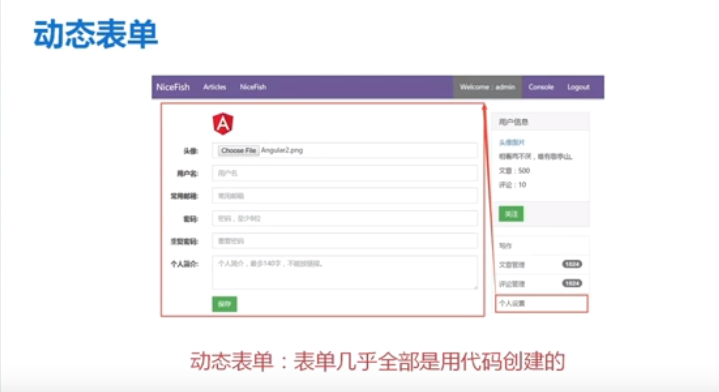 动态表单
NiceFish Articles NiceFish Welcome : admin Console Logout
A
头像: Choose File Angular2.png
用户名: 用户名
常用邮箱: 常用邮箱
密码: 密码，至少8位
重复密码: 重复密码
个人简介: 个人简介，最多140字，不能放链接。
保存
用户信息
头像图片
相看两不厌，唯有敬亭山。
文章：500
评论：10
关注
写作
文章管理 1024
评论管理 1024
个人设置
动态表单：表单几乎全部是用代码创建的